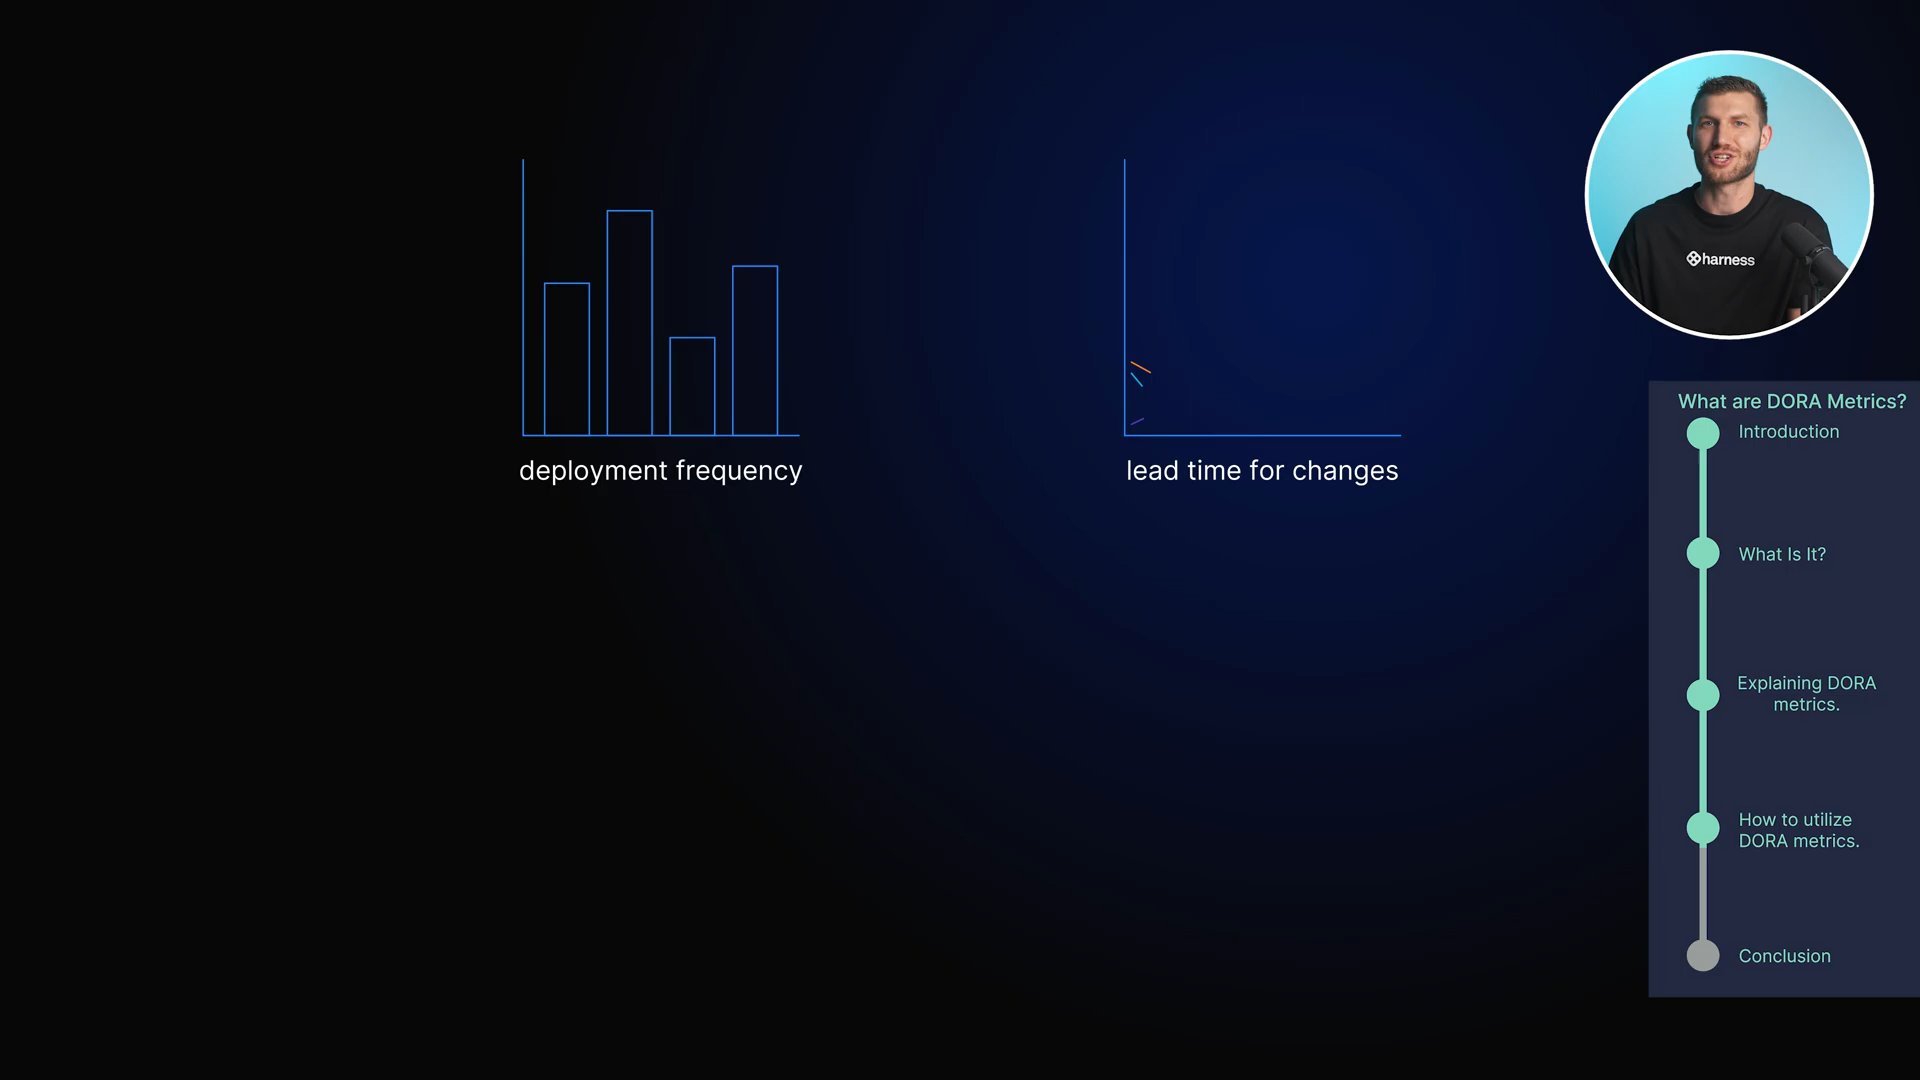 harness
deployment frequency
lead time for changes
What are DORA Metrics?
Introduction
What Is It?
Explaining DORA
metrics.
How to utilize
DORA metrics.
Conclusion